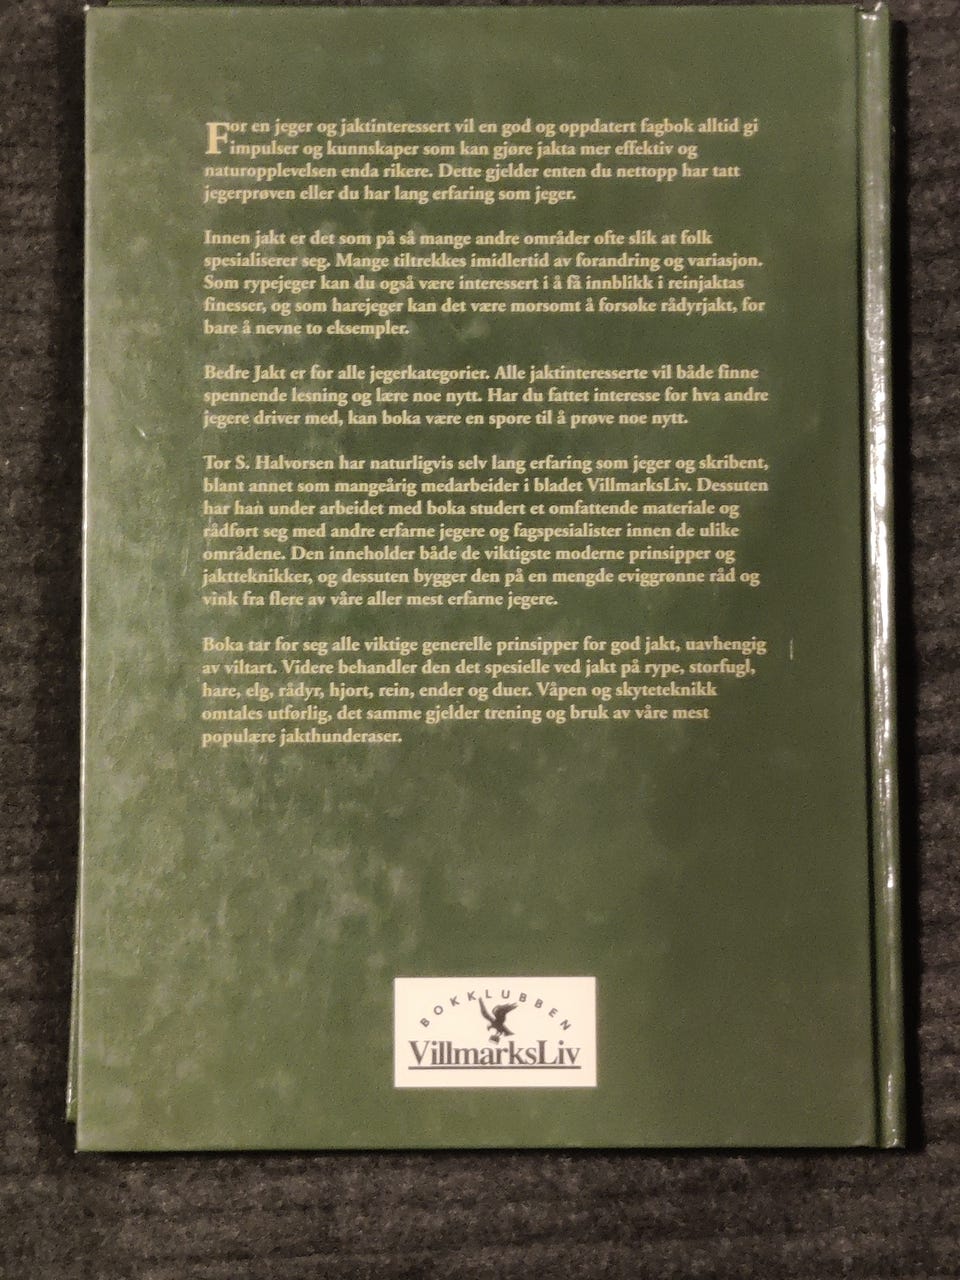 For en jeger og jaktinteressert vil en god og oppdatert fagbok alltid gi
impulser og kunnskaper som kan gjøre jakta mer effektiv og
naturopplevelsen enda rikere. Dette gjelder enten du nettopp har tatt
jegerprøven eller du har lang erfaring som jeger.
Innen jakt er det som på så mange andre områder ofte slik at folk
spesialiserer seg. Mange tiltrekkes imidlertid av forandring og variasjon.
Som rypejeger kan du også være interessert i å få innblikk i reinjaktas
finesser, og som harejeger kan det være morsomt å forsøke rådyrjakt, for
bare å nevne to eksempler.
Bedre Jakt er for alle jegerkategorier. Alle jaktinteresserte vil både finne
spennende lesning og lære noe nytt. Har du fattet interesse for hva andre
jegere driver med, kan boka være en spore til å prøve noe nytt.
Tor S. Halvorsen har naturligvis selv lang erfaring som jeger og skribent,
blant annet som mangeårig medarbeider i bladet VillmarksLiv. Dessuten
har han under arbeidet med boka studert et omfattende materiale og
rådført seg med andre erfarne jegere og fagspesialister innen de ulike
områdene. Den inneholder både de viktigste moderne prinsipper og
jaktteknikker, og dessuten bygger den på en mengde eviggrønne råd og
vink fra flere av våre aller mest erfarne jegere.
Boka tar for seg alle viktige generelle prinsipper for god jakt, uavhengig
av viltart. Videre behandler den det spesielle ved jakt på rype, storfugl,
hare, elg, rådyr, hjort, rein, ender og duer. Våpen og skyteteknikk
omtales utførlig, det samme gjelder trening og bruk av våre mest
populære jakthunderaser.
BOKKLUBBEN
VillmarksLiv